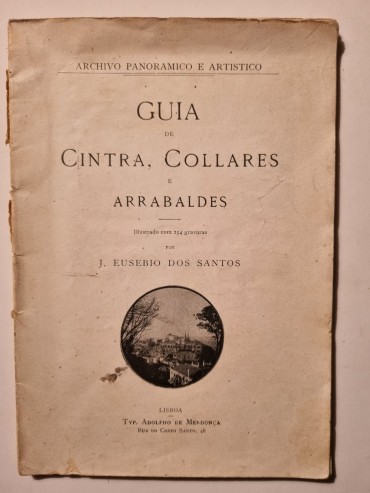 ARCHIVO PANORAMICO E ARTISTICO
GUIA
DE
CINTRA, COLLARES
E
ARRABALDES
Illustrado com 254 gravuras
POR
J. EUSEBIO DOS SANTOS
LISBOA
TYP. ADOLPHO DE MENDONÇA
RUA DO CORPO SANTO, 46